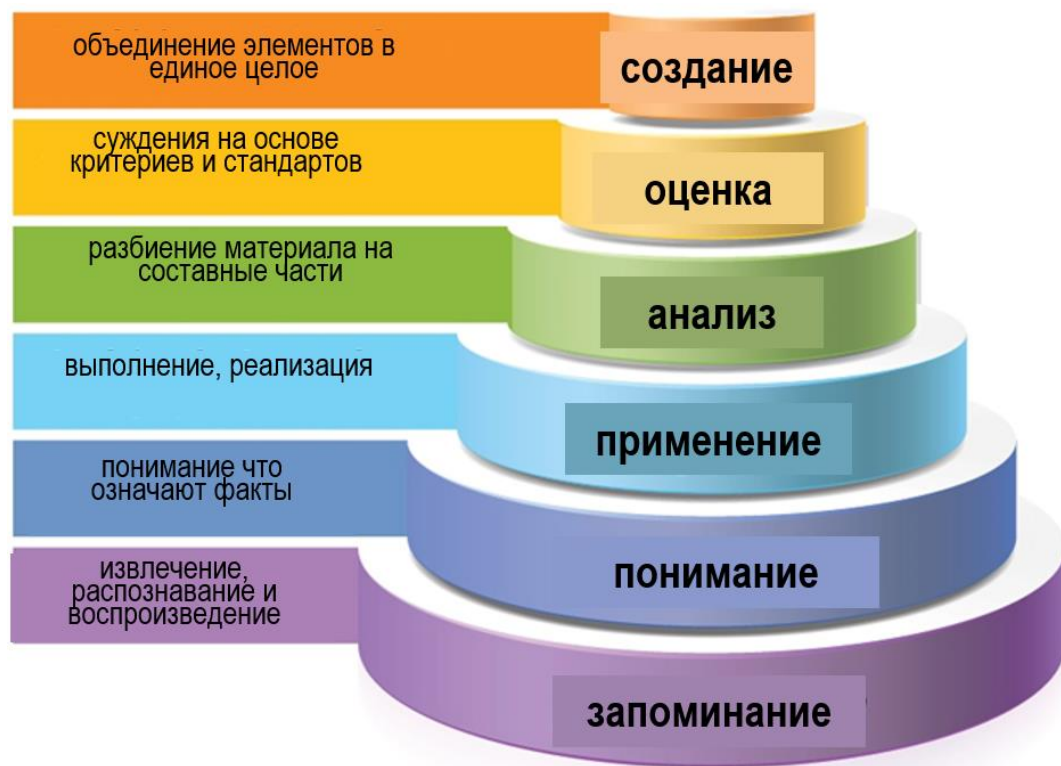 объединение элементов в
единое целое
создание
суждения на основе
критериев и стандартов
оценка
разбиение материала на
составные части
анализ
выполнение, реализация
применение
понимание что
означают факты
понимание
извлечение,
распознавание и
воспроизведение
запоминание